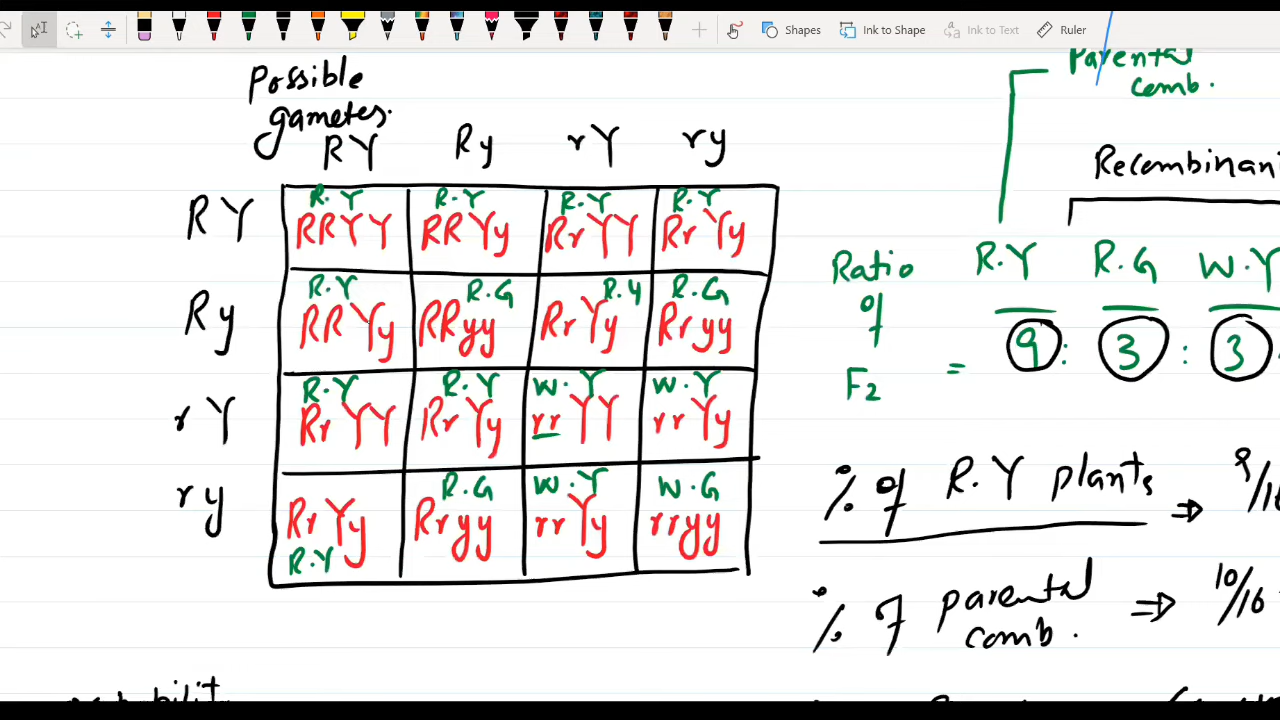 Shapes Ink to Shape Ink to Text Ruler
Possible
gametes.
RY Ry rY ry
RY
R.Y R.Y R.Y R.Y
RRYY RRYy RrYY RrYy
Ry
R.Y R.G R.Y R.G
RRYy RRyy RrYy Rryy
rY
R.Y R.Y W.Y W.Y
RrYY RrYy rrYY rrYy
ry
R.G W.Y W.G
RrYy Rryy rrYy rryy
R.Y
Parental
comb.
Recombinant
Ratio
of
F2
=
R.Y R.G W.Y
9 : 3 : 3
% of R.Y plants ⇒ 9/16
% of parental
comb. ⇒ 10/16